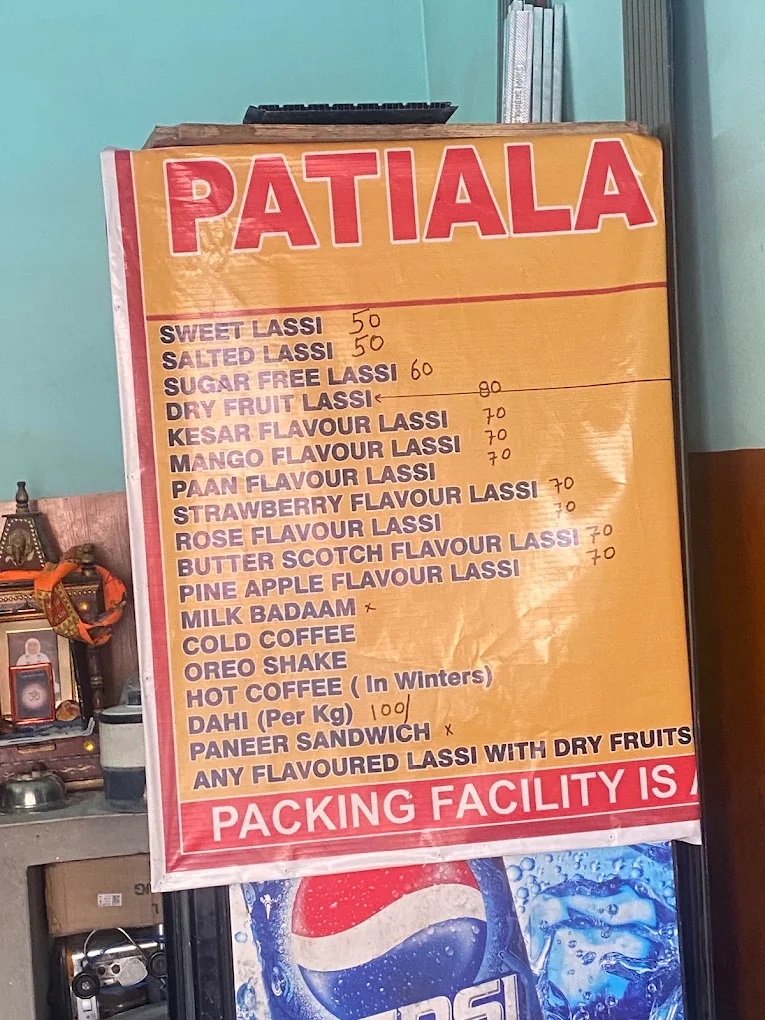 PATIALA
SWEET LASSI 50
SALTED LASSI 50
SUGAR FREE LASSI 60
DRY FRUIT LASSI 80
KESAR FLAVOUR LASSI 70
MANGO FLAVOUR LASSI 70
PAAN FLAVOUR LASSI 70
STRAWBERRY FLAVOUR LASSI 70
ROSE FLAVOUR LASSI 70
BUTTER SCOTCH FLAVOUR LASSI 70
PINE APPLE FLAVOUR LASSI 70
MILK BADAAM x
COLD COFFEE
OREO SHAKE
HOT COFFEE ( In Winters)
DAHI (Per Kg) 100/
PANEER SANDWICH x
ANY FLAVOURED LASSI WITH DRY FRUITS
PACKING FACILITY IS
PEPSI